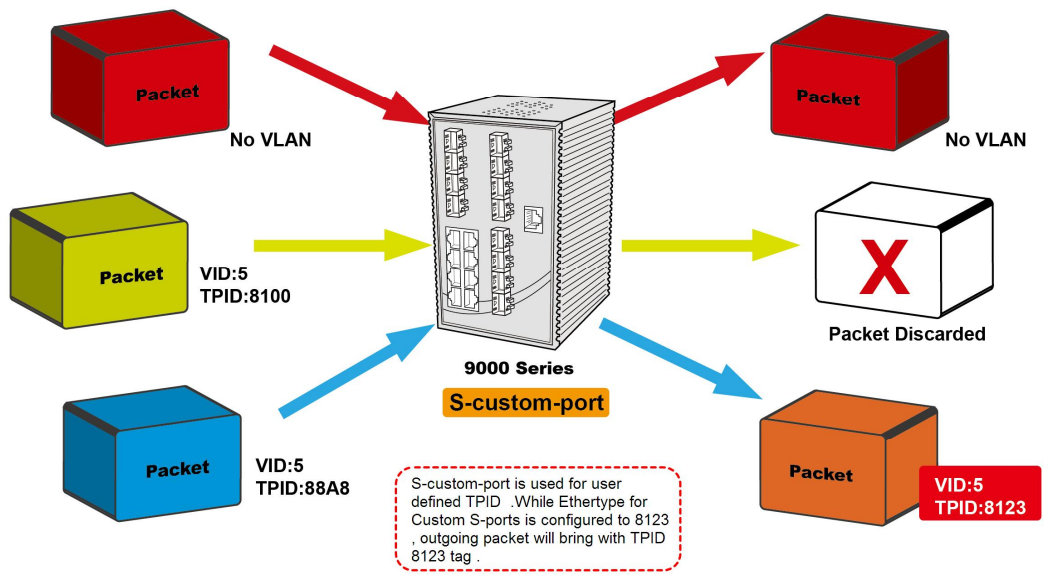 Packet
No VLAN
Packet
No VLAN
Packet
VID:5
TPID:8100
X
Packet Discarded
9000 Series
S-custom-port
Packet
VID:5
TPID:88A8
S-custom-port is used for user
defined TPID .While Ethertype for
Custom S-ports is configured to 8123
, outgoing packet will bring with TPID
8123 tag .
Packet
VID:5
TPID:8123